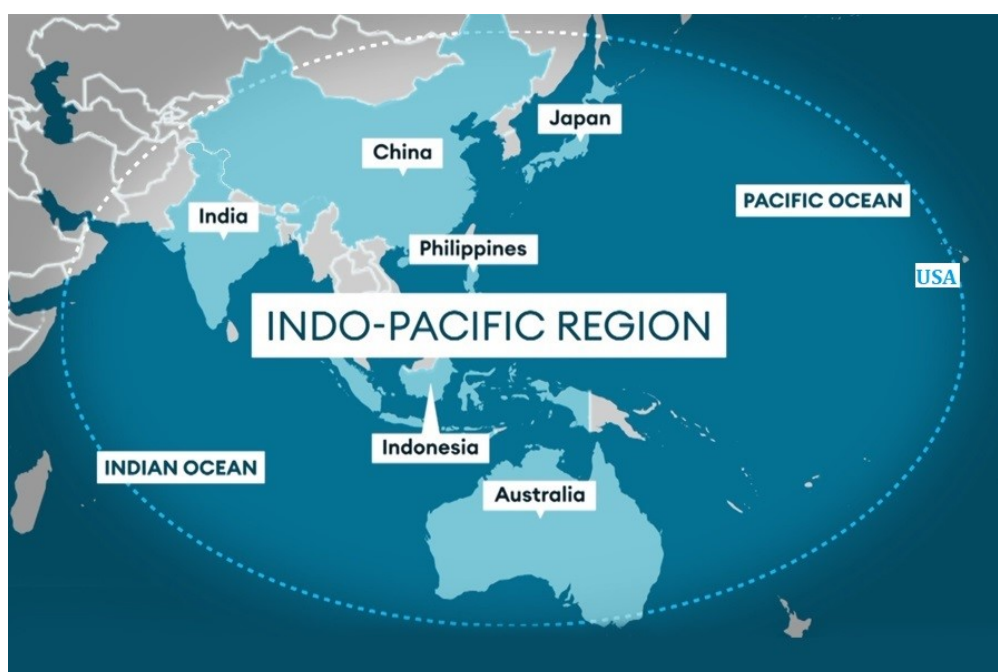 Japan
China
PACIFIC OCEAN
India
Philippines
USA
INDO-PACIFIC REGION
Indonesia
INDIAN OCEAN
Australia